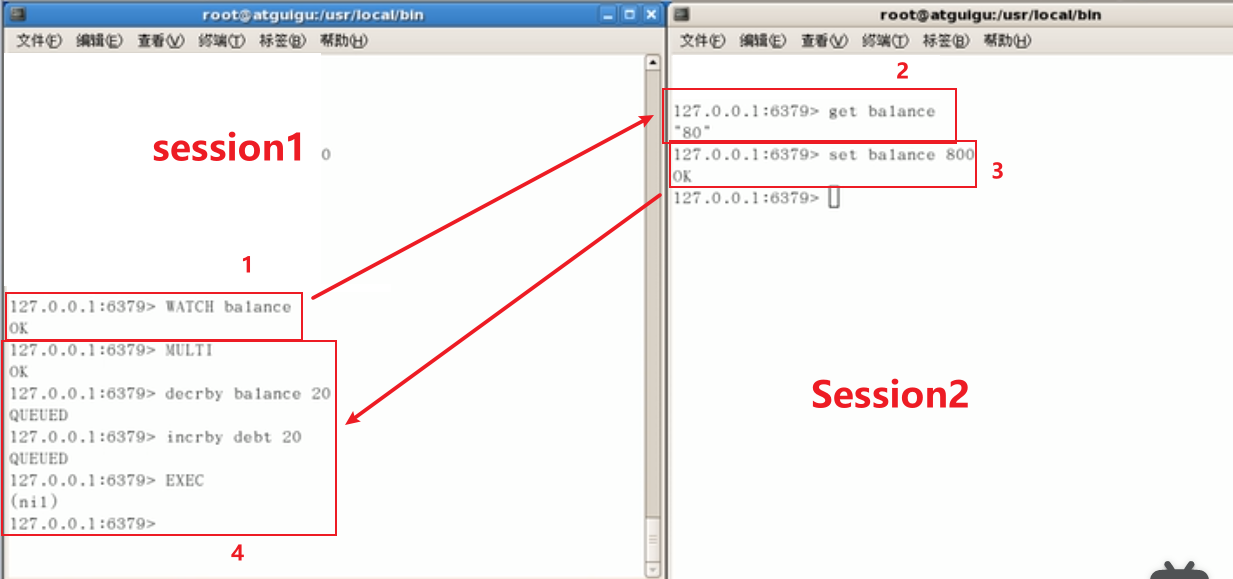 root@atguigu:/usr/local/bin
文件(F) 编辑(E) 查看(V) 终端(T) 标签(B) 帮助(H)
session1
0
1
127.0.0.1:6379> WATCH balance
OK
127.0.0.1:6379> MULTI
OK
127.0.0.1:6379> decrby balance 20
QUEUED
127.0.0.1:6379> incrby debt 20
QUEUED
127.0.0.1:6379> EXEC
(nil)
127.0.0.1:6379>
4
root@atguigu:/usr/local/bin
文件(F) 编辑(E) 查看(V) 终端(T) 标签(B) 帮助(H)
2
127.0.0.1:6379> get balance
"80"
127.0.0.1:6379> set balance 800
3
OK
127.0.0.1:6379>
Session2